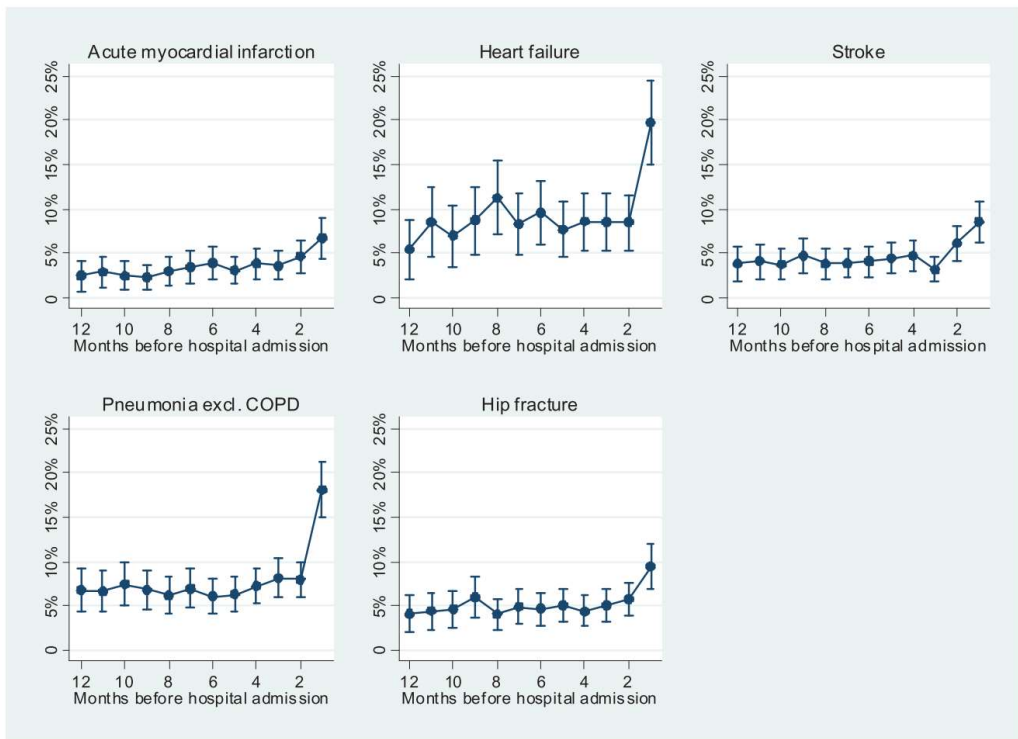 Acute myocardial infarction
25%
20%
15%
10%
5%
0
12 10 8 6 4 2
Months before hospital admission
Heart failure
25%
20%
15%
10%
5%
0
12 10 8 6 4 2
Months before hospital admission
Stroke
25%
20%
15%
10%
5%
0
12 10 8 6 4 2
Months before hospital admission
Pneumonia excl. COPD
25%
20%
15%
10%
5%
0
12 10 8 6 4 2
Months before hospital admission
Hip fracture
25%
20%
15%
10%
5%
0
12 10 8 6 4 2
Months before hospital admission